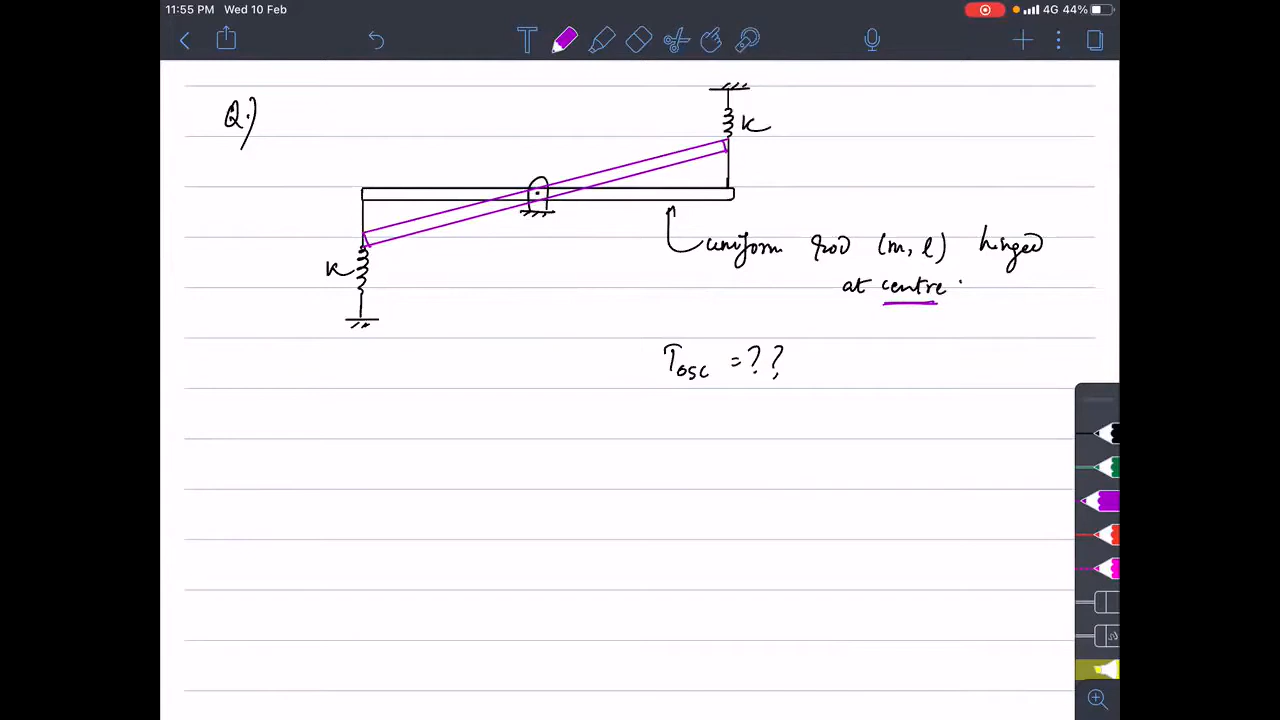 11:55 PM Wed 10 Feb
4G 44%
T
Q.)
K
K
uniform rod (m, l) hinged
at centre.
Tosc = ??